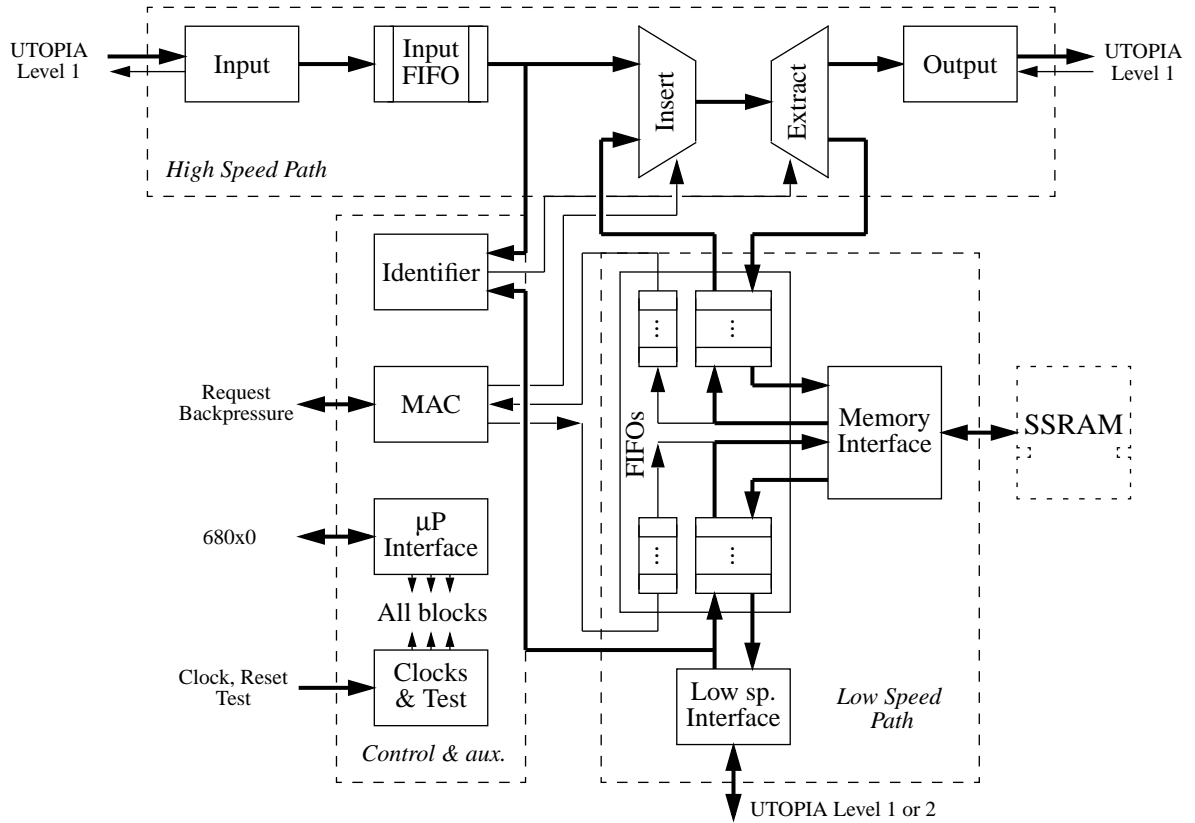 UTOPIA
Level 1
Input
Input
FIFO
Insert
Extract
Output
UTOPIA
Level 1
High Speed Path
Identifier
Request
Backpressure
MAC
FIFOs
...
...
Memory
Interface
SSRAM
680x0
µP
Interface
...
...
All blocks
Clock, Reset
Test
Clocks
& Test
Low sp.
Interface
Low Speed
Path
Control & aux.
UTOPIA Level 1 or 2